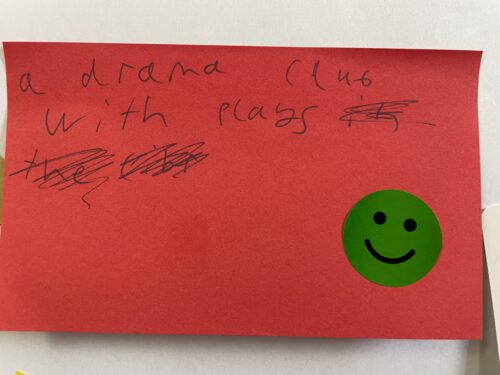 a drama club
with plays